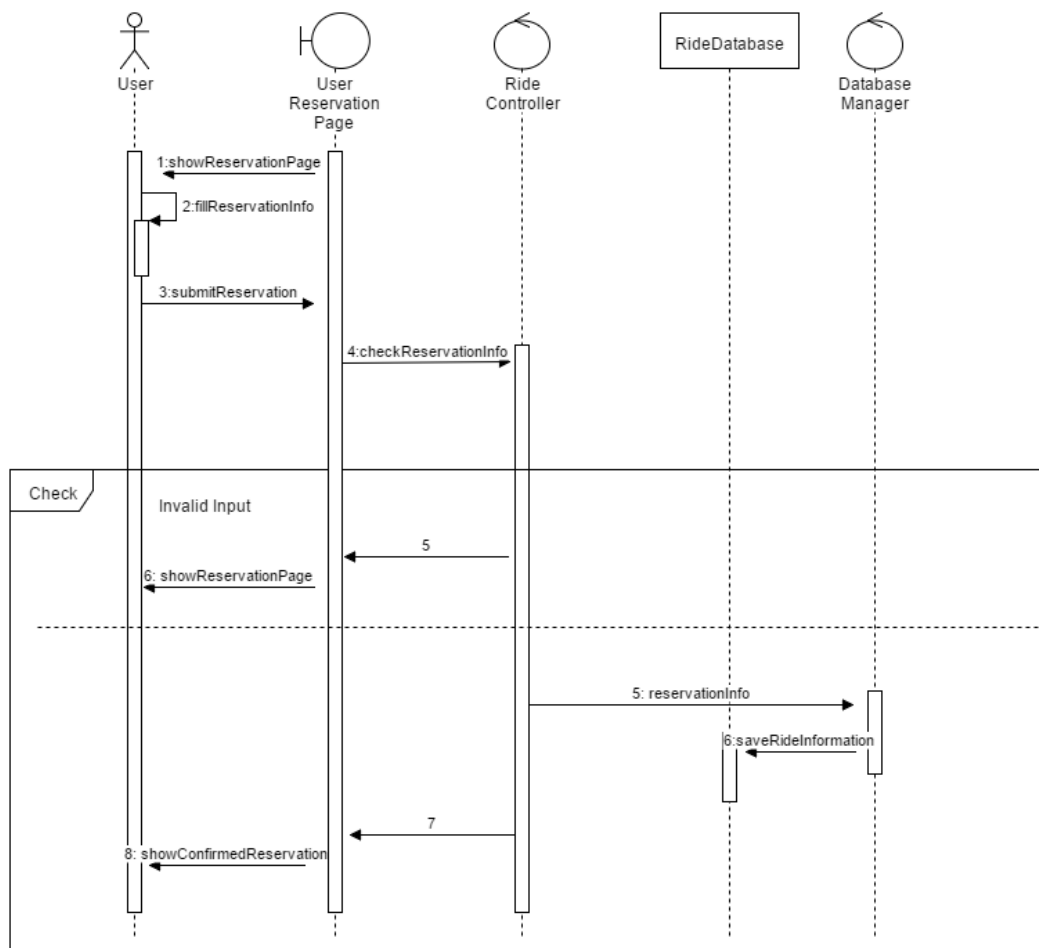 User
User
Reservation
Page
Ride
Controller
RideDatabase
Database
Manager
1:showReservationPage
2:fillReservationInfo
3:submitReservation
4:checkReservationInfo
Check
Invalid Input
5
6: showReservationPage
5: reservationInfo
6:saveRideInformation
7
8: showConfirmedReservation